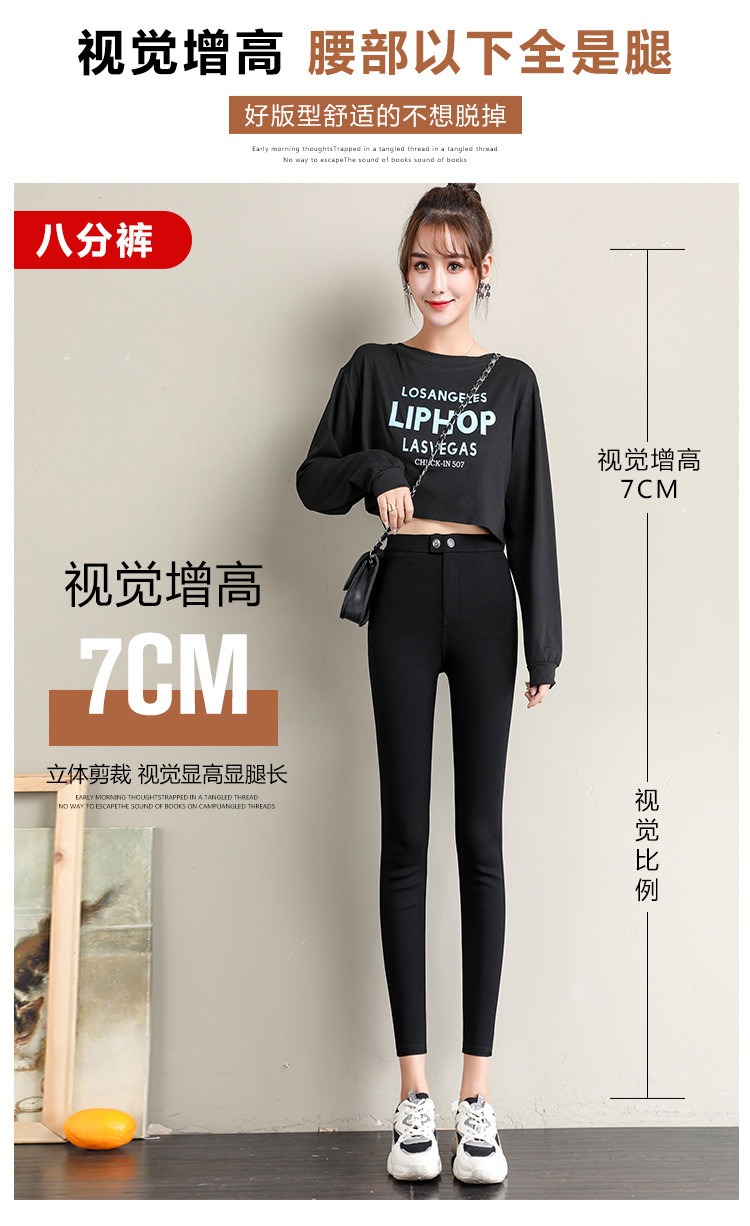 视觉增高 腰部以下全是腿
好版型舒适的不想脱掉
Early morning thoughtsTrapped in a tangled thread in a tangled thread
No way to escapeThe sound of books sound of books
八分裤
LOSANGELES
LIPHOP
LASVEGAS
CHECK-IN 507
视觉增高
7CM
视觉增高
7CM
立体剪裁 视觉显高显腿长
EARLY MORNING THOUGHTSTRAPPED IN A TANGLED THREAD
NO WAY TO ESCAPETHE SOUND OF BOOKS ON CAMFUANGLED THREADS
视觉比例